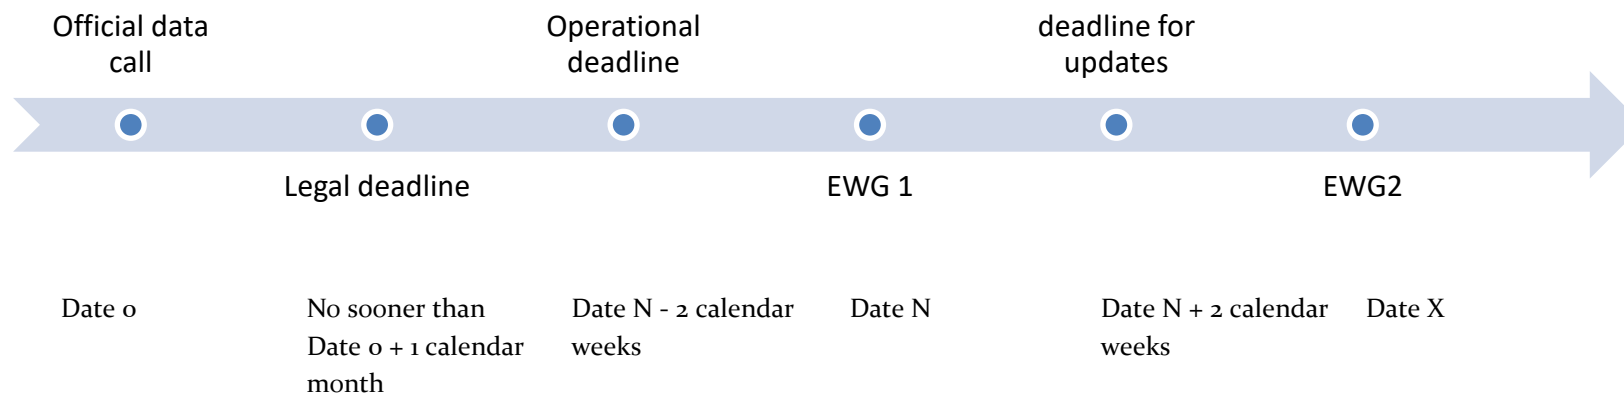 Official data
call
Operational
deadline
deadline for
updates
Legal deadline
EWG 1
EWG2
Date 0
No sooner than
Date 0 + 1 calendar
month
Date N - 2 calendar
weeks
Date N
Date N + 2 calendar
weeks
Date X